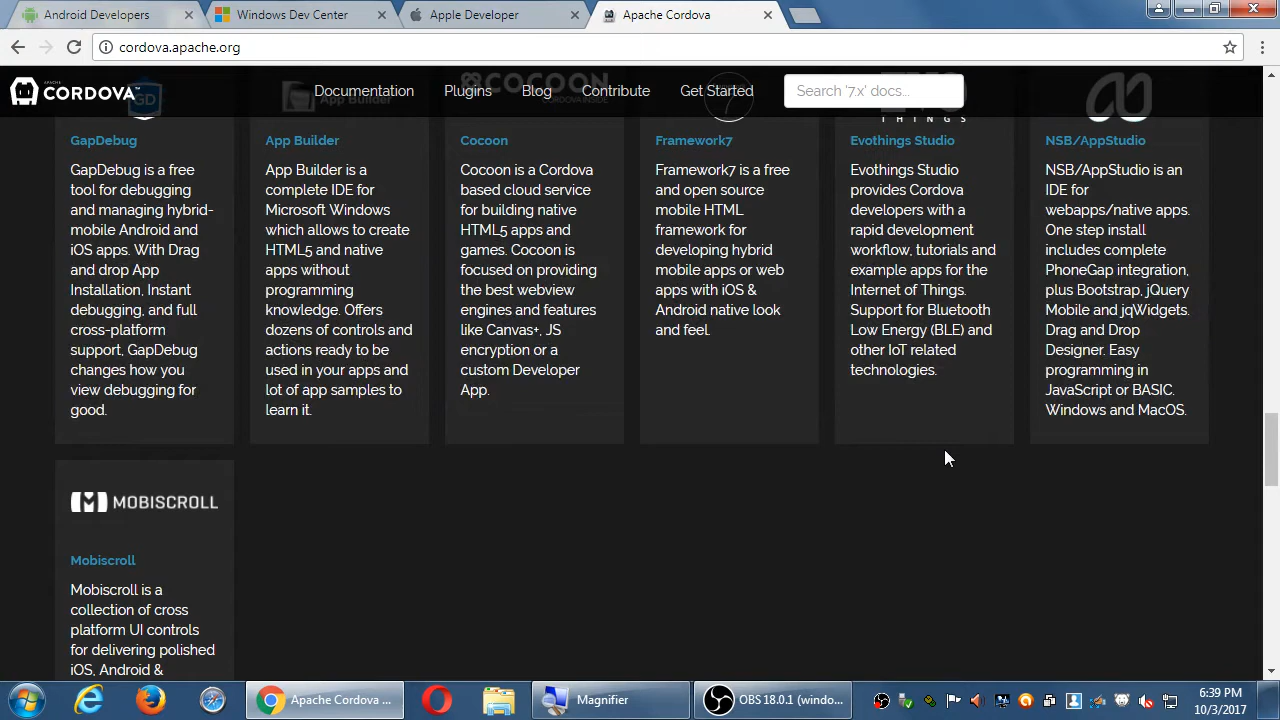 Android Developers
Windows Dev Center
Apple Developer
Apache Cordova
cordova.apache.org
APACHE
CORDOVA™
Documentation
Plugins
Blog
Contribute
Get Started
Search '7.x' docs...
GD
App Builder
COCOON
CORDOVA INSIDE
THINGS
GapDebug
GapDebug is a free
tool for debugging
and managing hybrid-
mobile Android and
iOS apps. With Drag
and drop App
Installation, Instant
debugging, and full
cross-platform
support, GapDebug
changes how you
view debugging for
good.
App Builder
App Builder is a
complete IDE for
Microsoft Windows
which allows to create
HTML5 and native
apps without
programming
knowledge. Offers
dozens of controls and
actions ready to be
used in your apps and
lot of app samples to
learn it.
Cocoon
Cocoon is a Cordova
based cloud service
for building native
HTML5 apps and
games. Cocoon is
focused on providing
the best webview
engines and features
like Canvas+, JS
encryption or a
custom Developer
App.
Framework7
Framework7 is a free
and open source
mobile HTML
framework for
developing hybrid
mobile apps or web
apps with iOS &
Android native look
and feel.
Evothings Studio
Evothings Studio
provides Cordova
developers with a
rapid development
workflow, tutorials and
example apps for the
Internet of Things.
Support for Bluetooth
Low Energy (BLE) and
other IoT related
technologies.
NSB/AppStudio
NSB/AppStudio is an
IDE for
webapps/native apps.
One step install
includes complete
PhoneGap integration,
plus Bootstrap, jQuery
Mobile and jqWidgets.
Drag and Drop
Designer. Easy
programming in
JavaScript or BASIC.
Windows and MacOS.
MOBISCROLL
Mobiscroll
Mobiscroll is a
collection of cross
platform UI controls
for delivering polished
iOS, Android &
Apache Cordova ...
Magnifier
OBS 18.0.1 (windo...
6:39 PM
10/3/2017